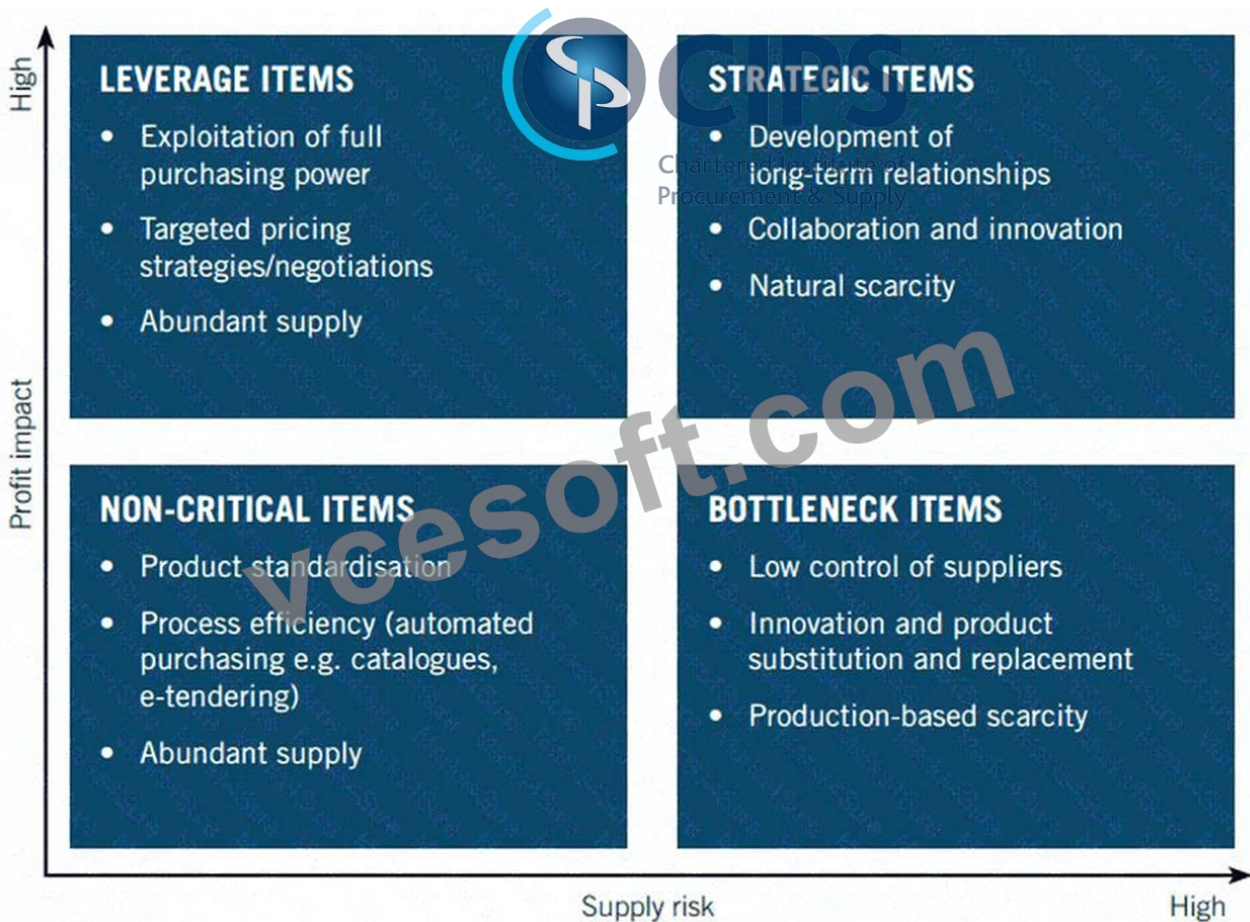 High
Profit impact
LEVERAGE ITEMS
• Exploitation of full
purchasing power
• Targeted pricing
strategies/negotiations
• Abundant supply
CIPS
Chartered Institute of
Procurement & Supply
STRATEGIC ITEMS
• Development of
long-term relationships
• Collaboration and innovation
• Natural scarcity
vcesoft.com
NON-CRITICAL ITEMS
• Product standardisation
• Process efficiency (automated
purchasing e.g. catalogues,
e-tendering)
• Abundant supply
BOTTLENECK ITEMS
• Low control of suppliers
• Innovation and product
substitution and replacement
• Production-based scarcity
Supply risk
High